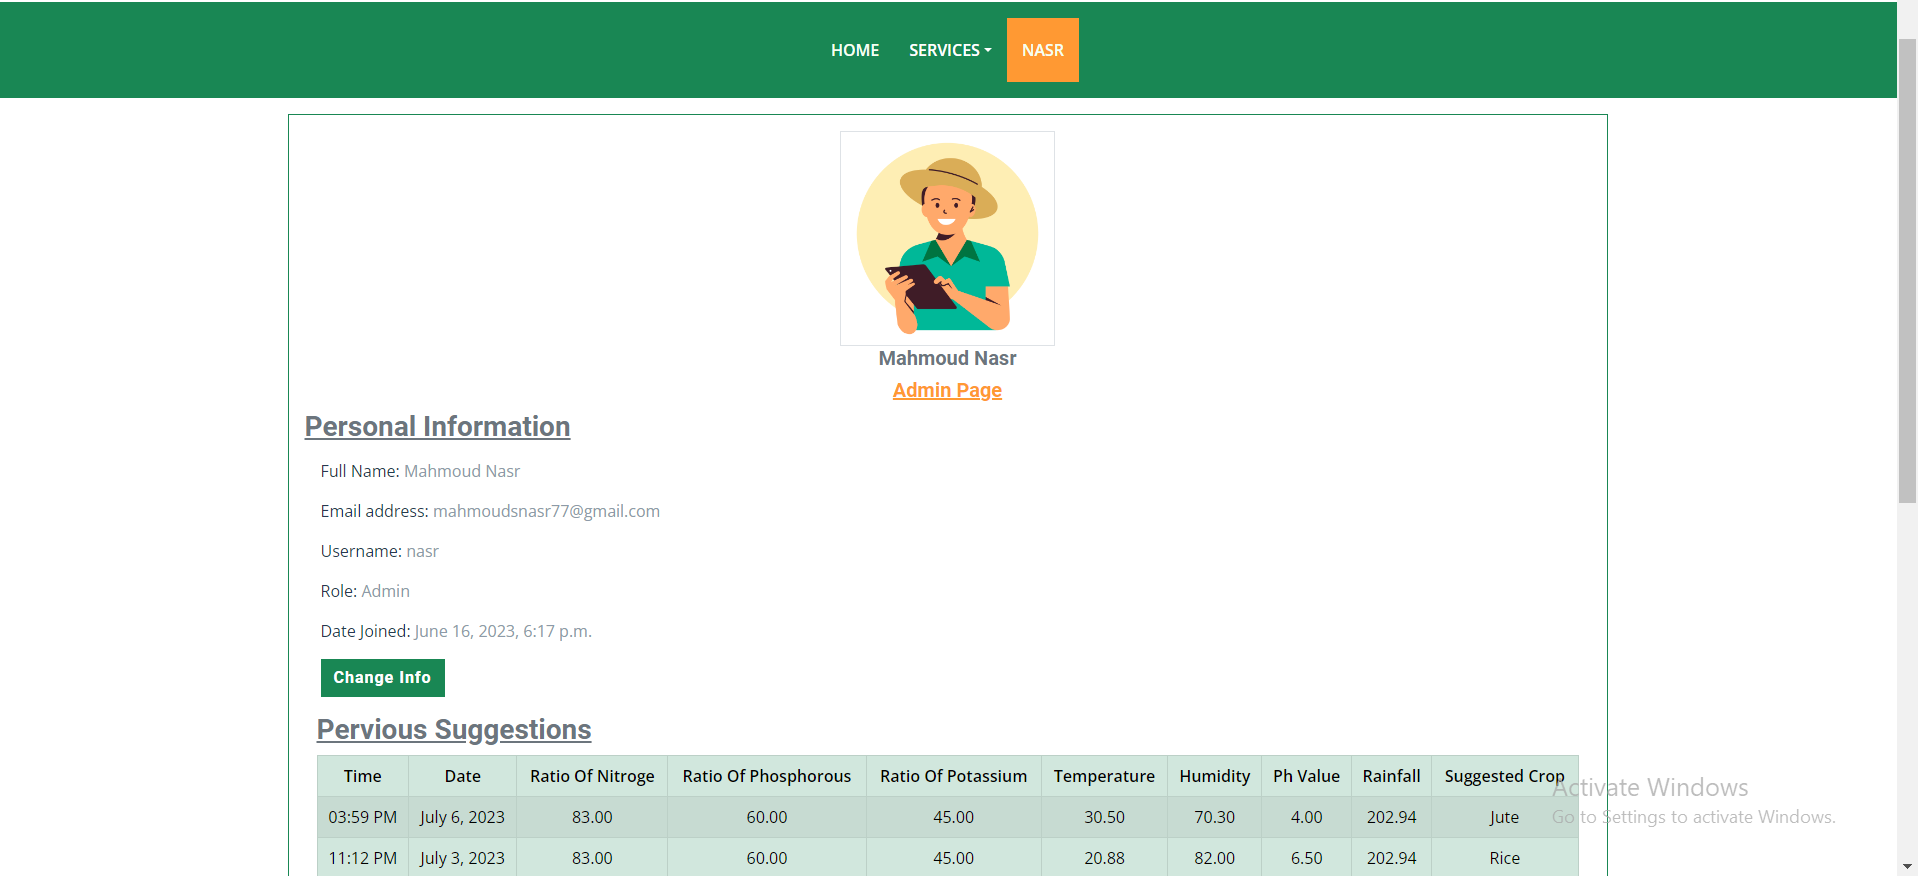 HOME SERVICES NASR
Mahmoud Nasr
Admin Page
Personal Information
Full Name: Mahmoud Nasr
Email address: mahmoudsnasr77@gmail.com
Username: nasr
Role: Admin
Date Joined: June 16, 2023, 6:17 p.m.
Change Info
Pervious Suggestions
Time Date Ratio Of Nitroge Ratio Of Phosphorous Ratio Of Potassium Temperature Humidity Ph Value Rainfall Suggested Crop
03:59 PM July 6, 2023 83.00 60.00 45.00 30.50 70.30 4.00 202.94 Jute
11:12 PM July 3, 2023 83.00 60.00 45.00 20.88 82.00 6.50 202.94 Rice
Activate Windows
Go to Settings to activate Windows.